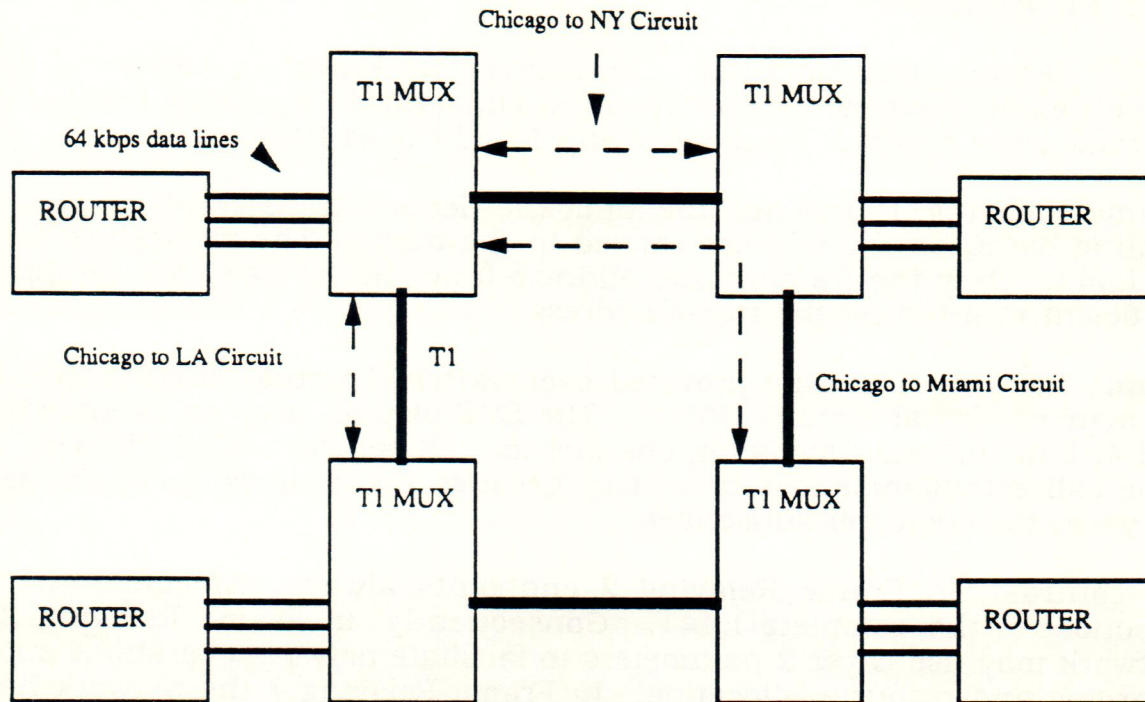 Chicago to NY Circuit
T1 MUX
T1 MUX
64 kbps data lines
ROUTER
ROUTER
Chicago to LA Circuit
T1
Chicago to Miami Circuit
T1 MUX
T1 MUX
ROUTER
ROUTER